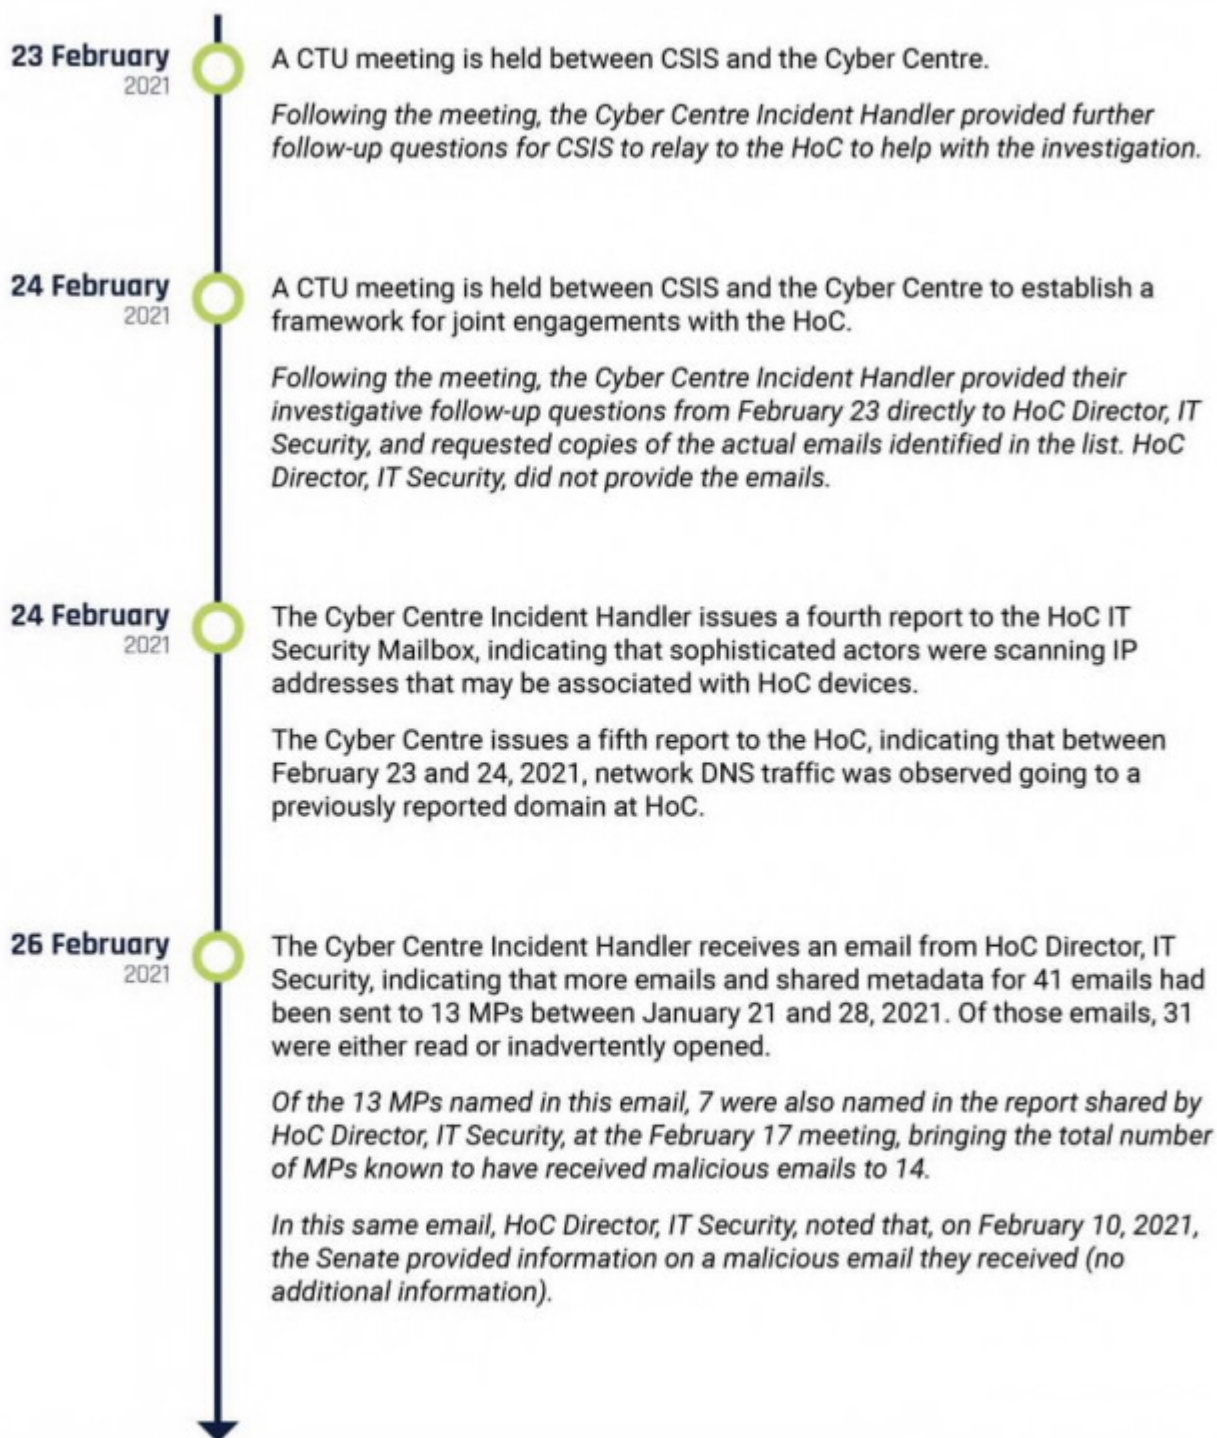 23 February
2021
A CTU meeting is held between CSIS and the Cyber Centre.
Following the meeting, the Cyber Centre Incident Handler provided further
follow-up questions for CSIS to relay to the HoC to help with the investigation.
24 February
2021
A CTU meeting is held between CSIS and the Cyber Centre to establish a
framework for joint engagements with the HoC.
Following the meeting, the Cyber Centre Incident Handler provided their
investigative follow-up questions from February 23 directly to HoC Director, IT
Security, and requested copies of the actual emails identified in the list. HoC
Director, IT Security, did not provide the emails.
24 February
2021
The Cyber Centre Incident Handler issues a fourth report to the HoC IT
Security Mailbox, indicating that sophisticated actors were scanning IP
addresses that may be associated with HoC devices.
The Cyber Centre issues a fifth report to the HoC, indicating that between
February 23 and 24, 2021, network DNS traffic was observed going to a
previously reported domain at HoC.
26 February
2021
The Cyber Centre Incident Handler receives an email from HoC Director, IT
Security, indicating that more emails and shared metadata for 41 emails had
been sent to 13 MPs between January 21 and 28, 2021. Of those emails, 31
were either read or inadvertently opened.
Of the 13 MPs named in this email, 7 were also named in the report shared by
HoC Director, IT Security, at the February 17 meeting, bringing the total number
of MPs known to have received malicious emails to 14.
In this same email, HoC Director, IT Security, noted that, on February 10, 2021,
the Senate provided information on a malicious email they received (no
additional information).